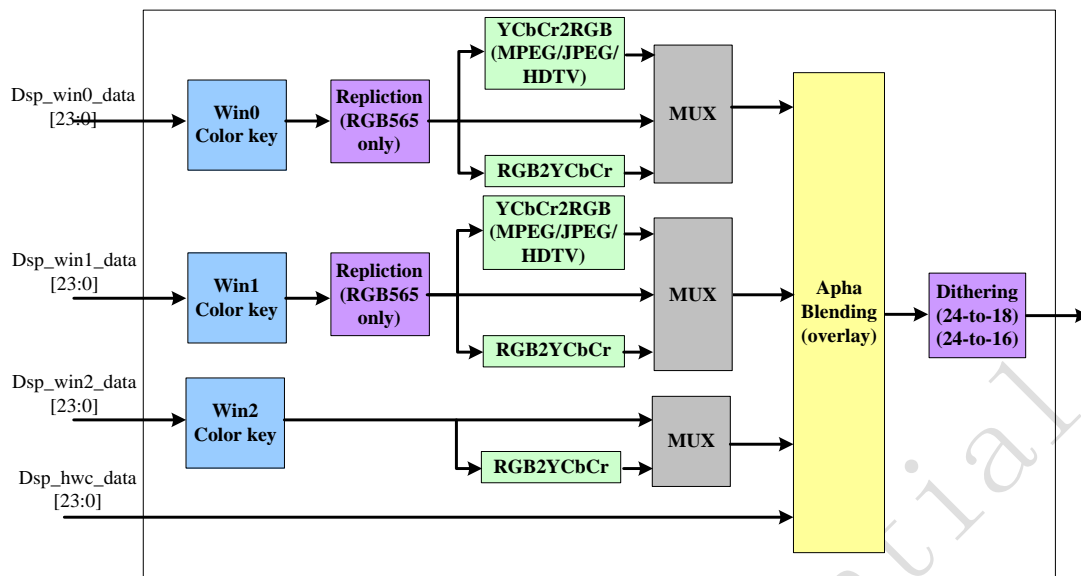 Dsp_win0_data
[23:0]
Win0
Color key
Repliction
(RGB565
only)
YCbCr2RGB
(MPEG/JPEG/
HDTV)
RGB2YCbCr
MUX
Dsp_win1_data
[23:0]
Win1
Color key
Repliction
(RGB565
only)
YCbCr2RGB
(MPEG/JPEG/
HDTV)
RGB2YCbCr
MUX
Apha
Blending
(overlay)
Dithering
(24-to-18)
(24-to-16)
Dsp_win2_data
[23:0]
Win2
Color key
RGB2YCbCr
MUX
Dsp_hwc_data
[23:0]
tial